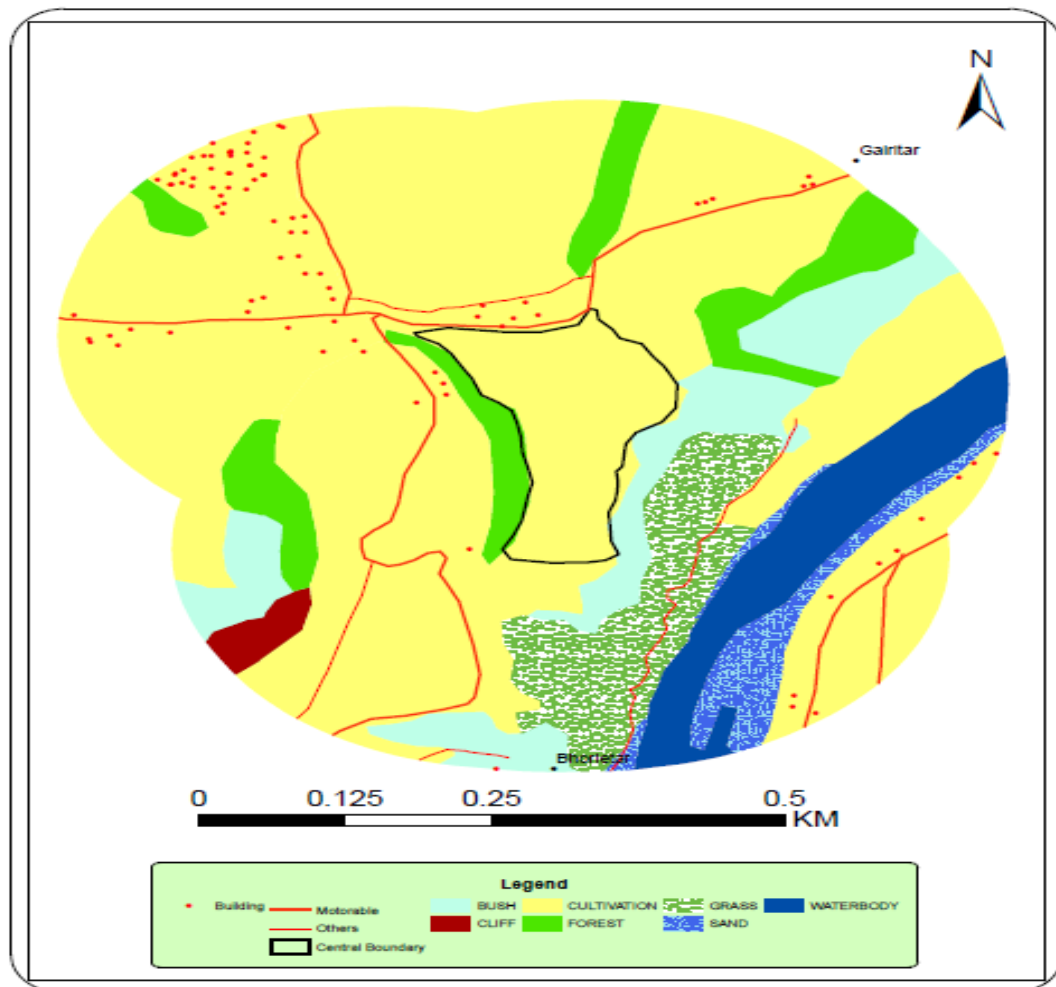 N
Gairitar
Bhorletar
0 0.125 0.25 0.5 KM
Legend
Building Motorable BUSH CULTIVATION GRASS WATERBODY
CLIFF FOREST SAND
Others
Central Boundary